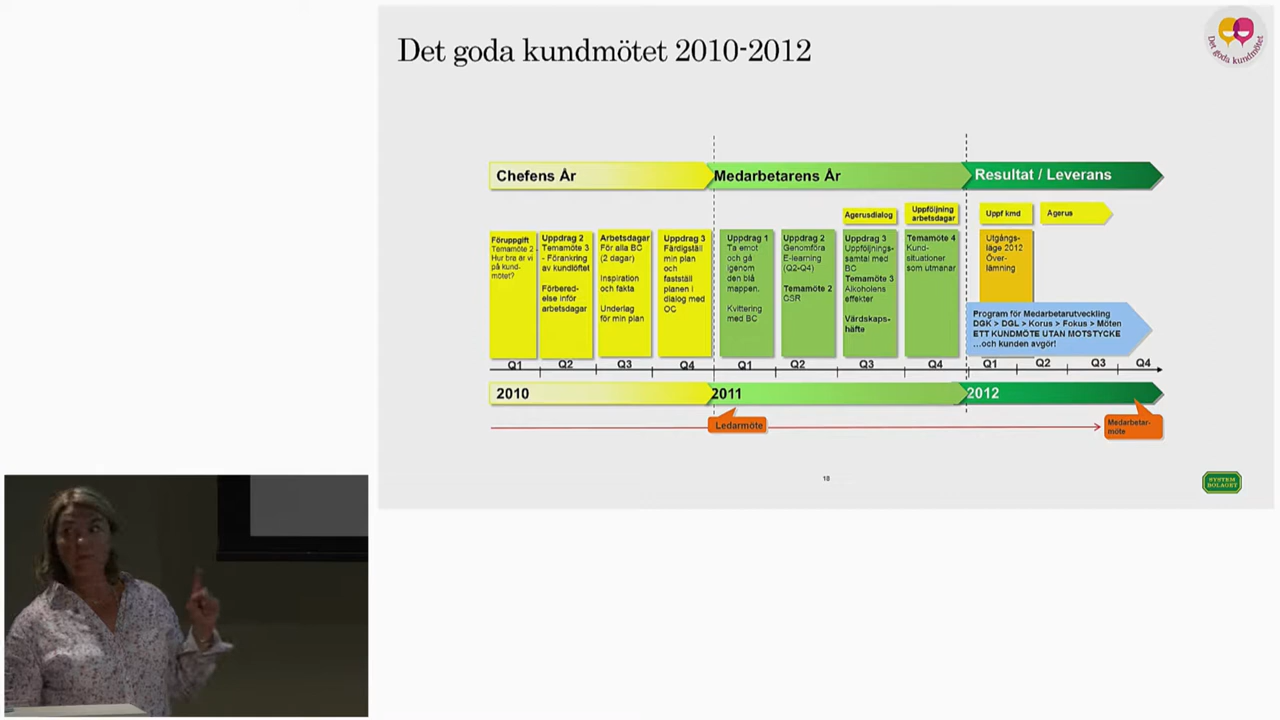 Det goda kundmötet 2010-2012
Det goda kundmötet
Chefens År
Medarbetarens År
Resultat / Leverans
Agerusdialog
Uppföljning
arbetsdagar
Uppf kmd
Agerus
Föruppgift
Temamöte 2 -
Hur bra är vi
på kund-
mötet?
Uppdrag 2
Temamöte 3
- Förankring
av kundlöftet
Förbered-
else inför
arbetsdagar
Arbetsdagar
För alla BC
(2 dagar)
Inspiration
och fakta
Underlag
för min plan
Uppdrag 3
Färdigställ
min plan
och
fastställ
planen i
dialog med
OC
Uppdrag 1
Ta emot
och gå
igenom
den blå
mappen.
Kvittering
med BC
Uppdrag 2
Genomföra
E-learning
(Q2-Q4)
Temamöte 2
CSR
Uppdrag 3
Uppföljnings-
samtal med
BC
Temamöte 3
Alkoholens
effekter
Värdskaps-
häfte
Temamöte 4
Kund-
situationer
som utmanar
Utgångs-
läge 2012
Över-
lämning
Program för Medarbetarutveckling
DGK > DGL > Korus > Fokus > Möten
ETT KUNDMÖTE UTAN MOTSTYCKE
...och kunden avgör!
Q1 Q2 Q3 Q4 Q1 Q2 Q3 Q4 Q1 Q2 Q3 Q4
2010 2011 2012
Ledarmöte
Medarbetar-
möte
18
SYSTEM
BOLAGET